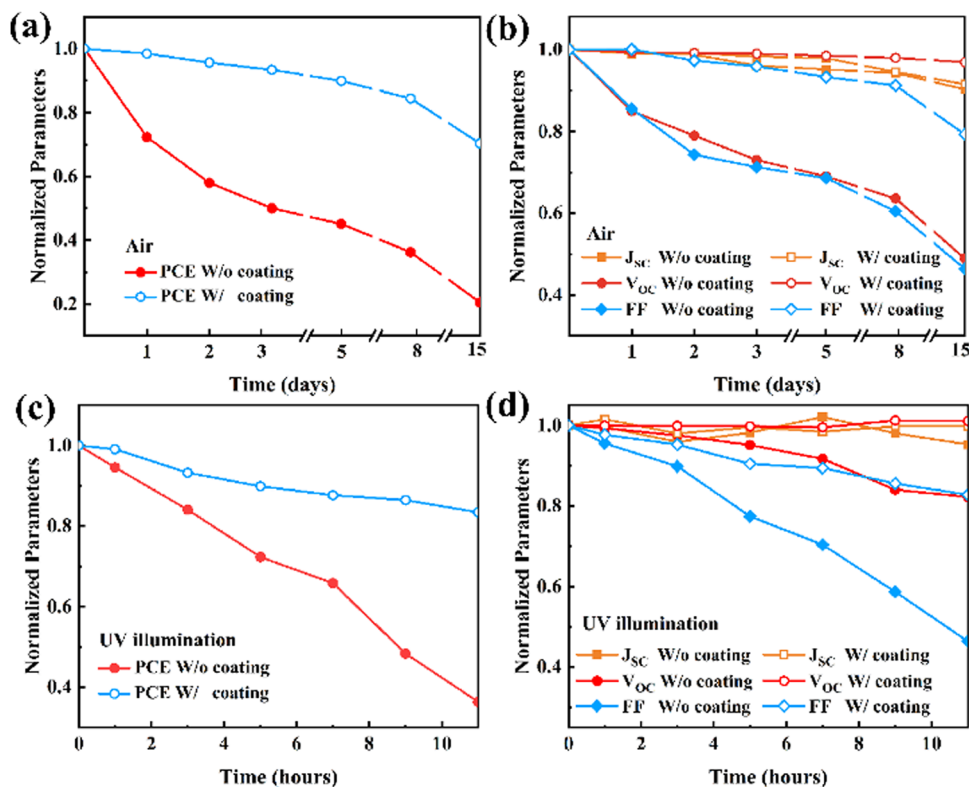 (a)
Normalized Parameters
1.0
0.8
0.6
0.4
0.2
Air
PCE W/o coating
PCE W/ coating
1 2 3 5 8 15
Time (days)
(b)
Normalized Parameters
1.0
0.8
0.6
0.4
Air
JSC W/o coating JSC W/ coating
VOC W/o coating VOC W/ coating
FF W/o coating FF W/ coating
1 2 3 5 8 15
Time (days)
(c)
Normalized Parameters
1.0
0.8
0.6
0.4
UV illumination
PCE W/o coating
PCE W/ coating
0 2 4 6 8 10
Time (hours)
(d)
Normalized Parameters
1.0
0.8
0.6
0.4
UV illumination
JSC W/o coating JSC W/ coating
VOC W/o coating VOC W/ coating
FF W/o coating FF W/ coating
0 2 4 6 8 10
Time (hours)